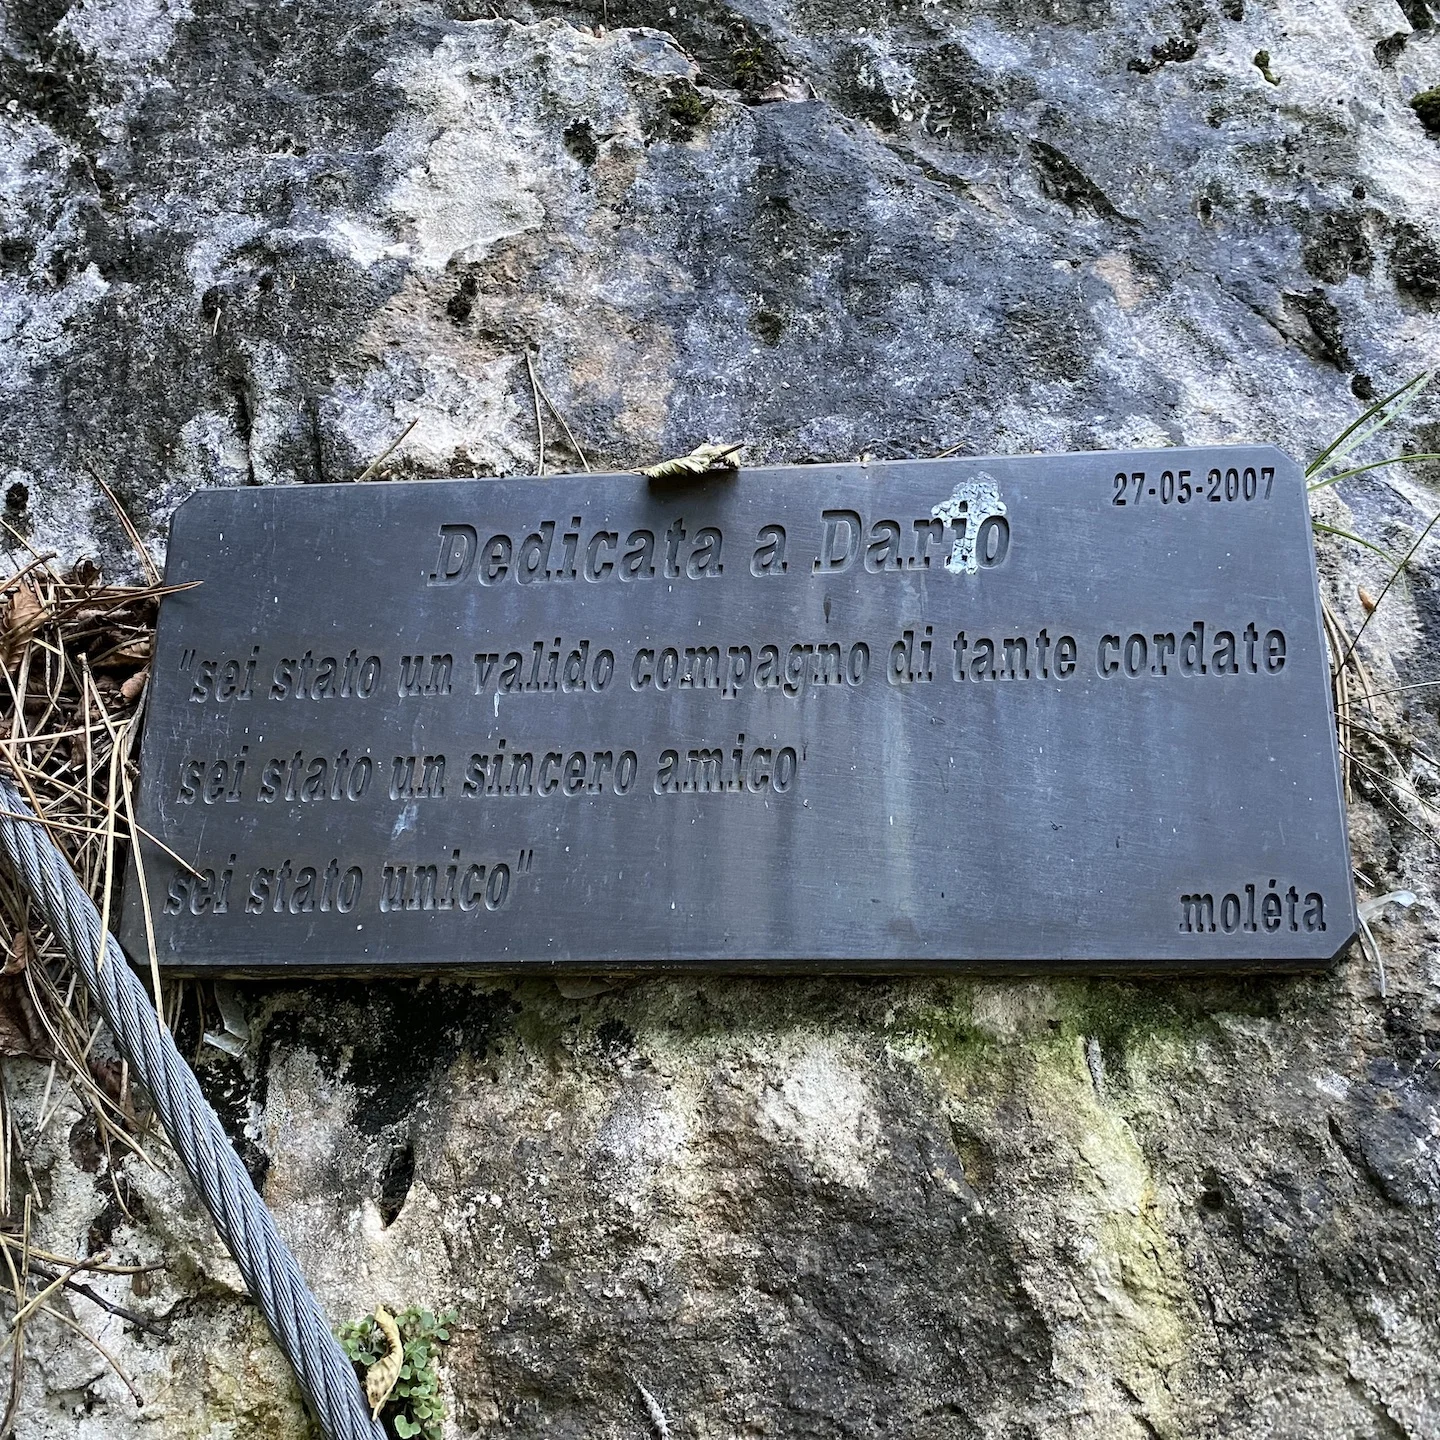 27-05-2007
Dedicata a Dario
"sei stato un valido compagno di tante cordate
sei stato un sincero amico
sei stato unico"
moléta